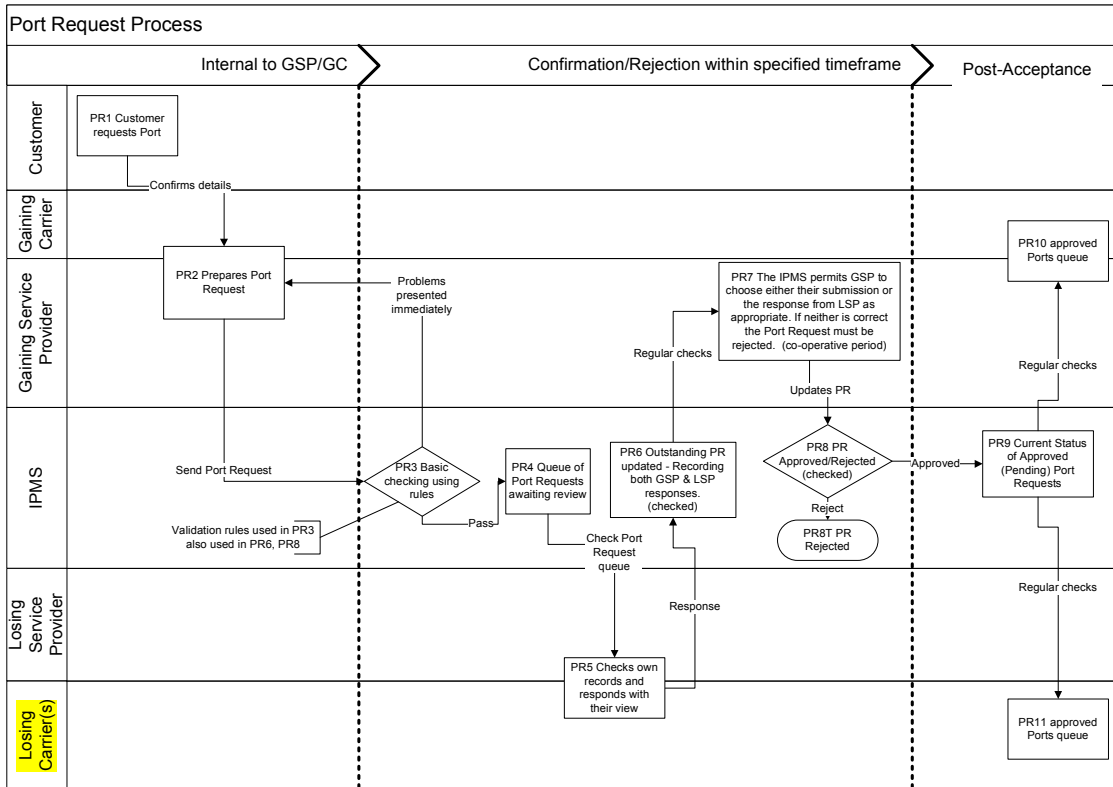 Port Request Process
Internal to GSP/GC
Confirmation/Rejection within specified timeframe
Post-Acceptance
Customer
PR1 Customer
requests Port
Confirms details
Gaining
Carrier
PR2 Prepares Port
Request
Problems
presented
immediately
PR10 approved
Ports queue
Gaining Service
Provider
PR7 The IPMS permits GSP to
choose either their submission or
the response from LSP as
appropriate. If neither is correct
the Port Request must be
rejected. (co-operative period)
Regular checks
Regular checks
Updates PR
IPMS
Send Port Request
PR3 Basic
checking using
rules
Pass
PR4 Queue of
Port Requests
awaiting review
PR6 Outstanding PR
updated - Recording
both GSP & LSP
responses.
(checked)
PR8 PR
Approved/Rejected
(checked)
Approved
PR9 Current Status
of Approved
(Pending) Port
Requests
Reject
PR8T PR
Rejected
Validation rules used in PR3
also used in PR6, PR8
Check Port
Request
queue
Losing
Service
Provider
Response
Regular checks
PR5 Checks own
records and
responds with
their view
Losing
Carrier(s)
PR11 approved
Ports queue